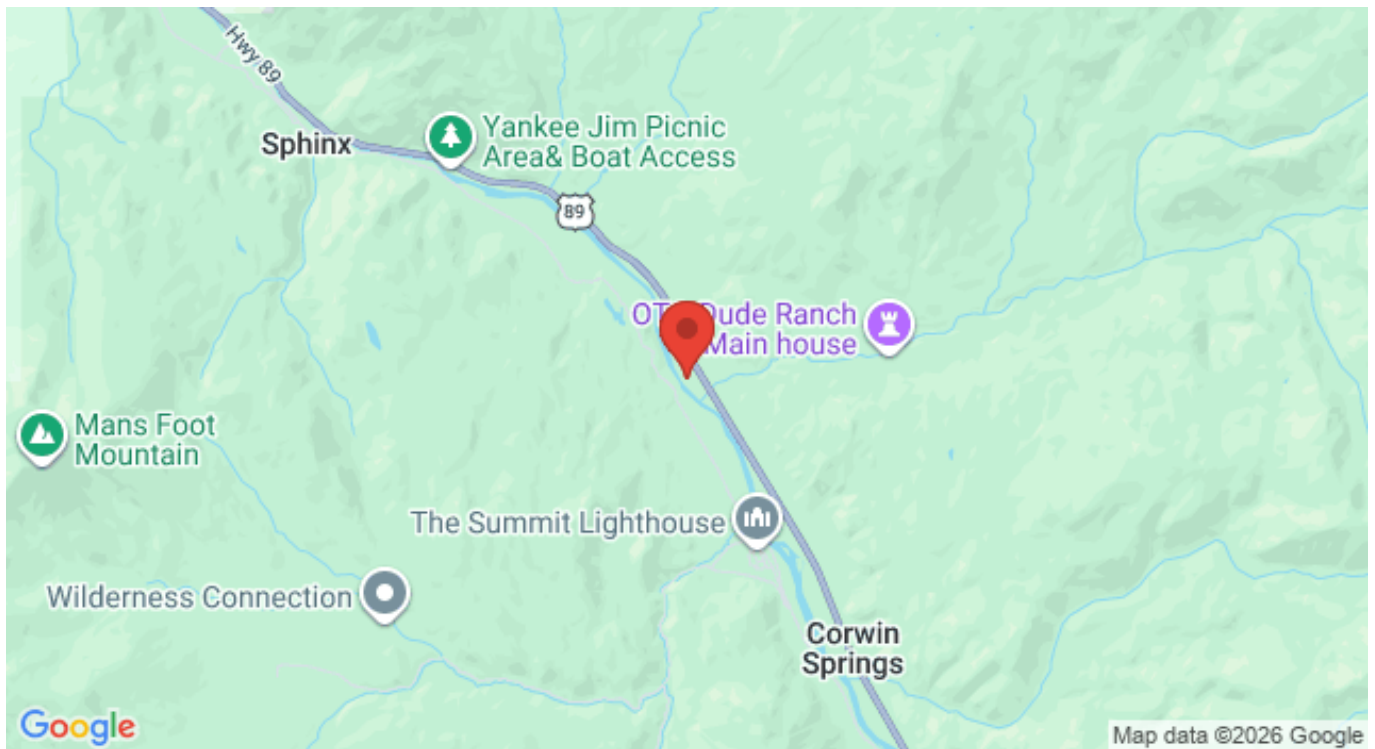 Hwy 89
Sphinx
Yankee Jim Picnic
Area& Boat Access
89
Dude Ranch
Main house
Mans Foot
Mountain
The Summit Lighthouse
Wilderness Connection
Corwin
Springs
Google
Map data ©2026 Google